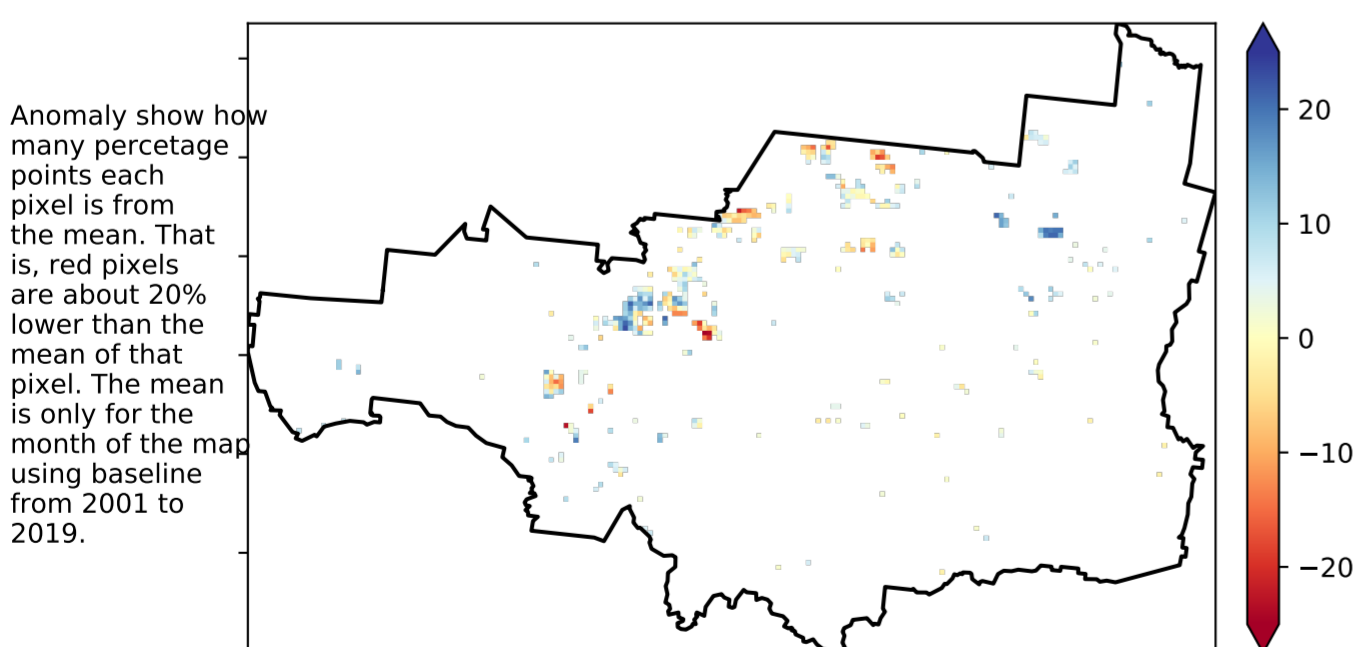 Anomaly show how
many percetage
points each
pixel is from
the mean. That
is, red pixels
are about 20%
lower than the
mean of that
pixel. The mean
is only for the
month of the map
using baseline
from 2001 to
2019.
20
10
0
−10
−20